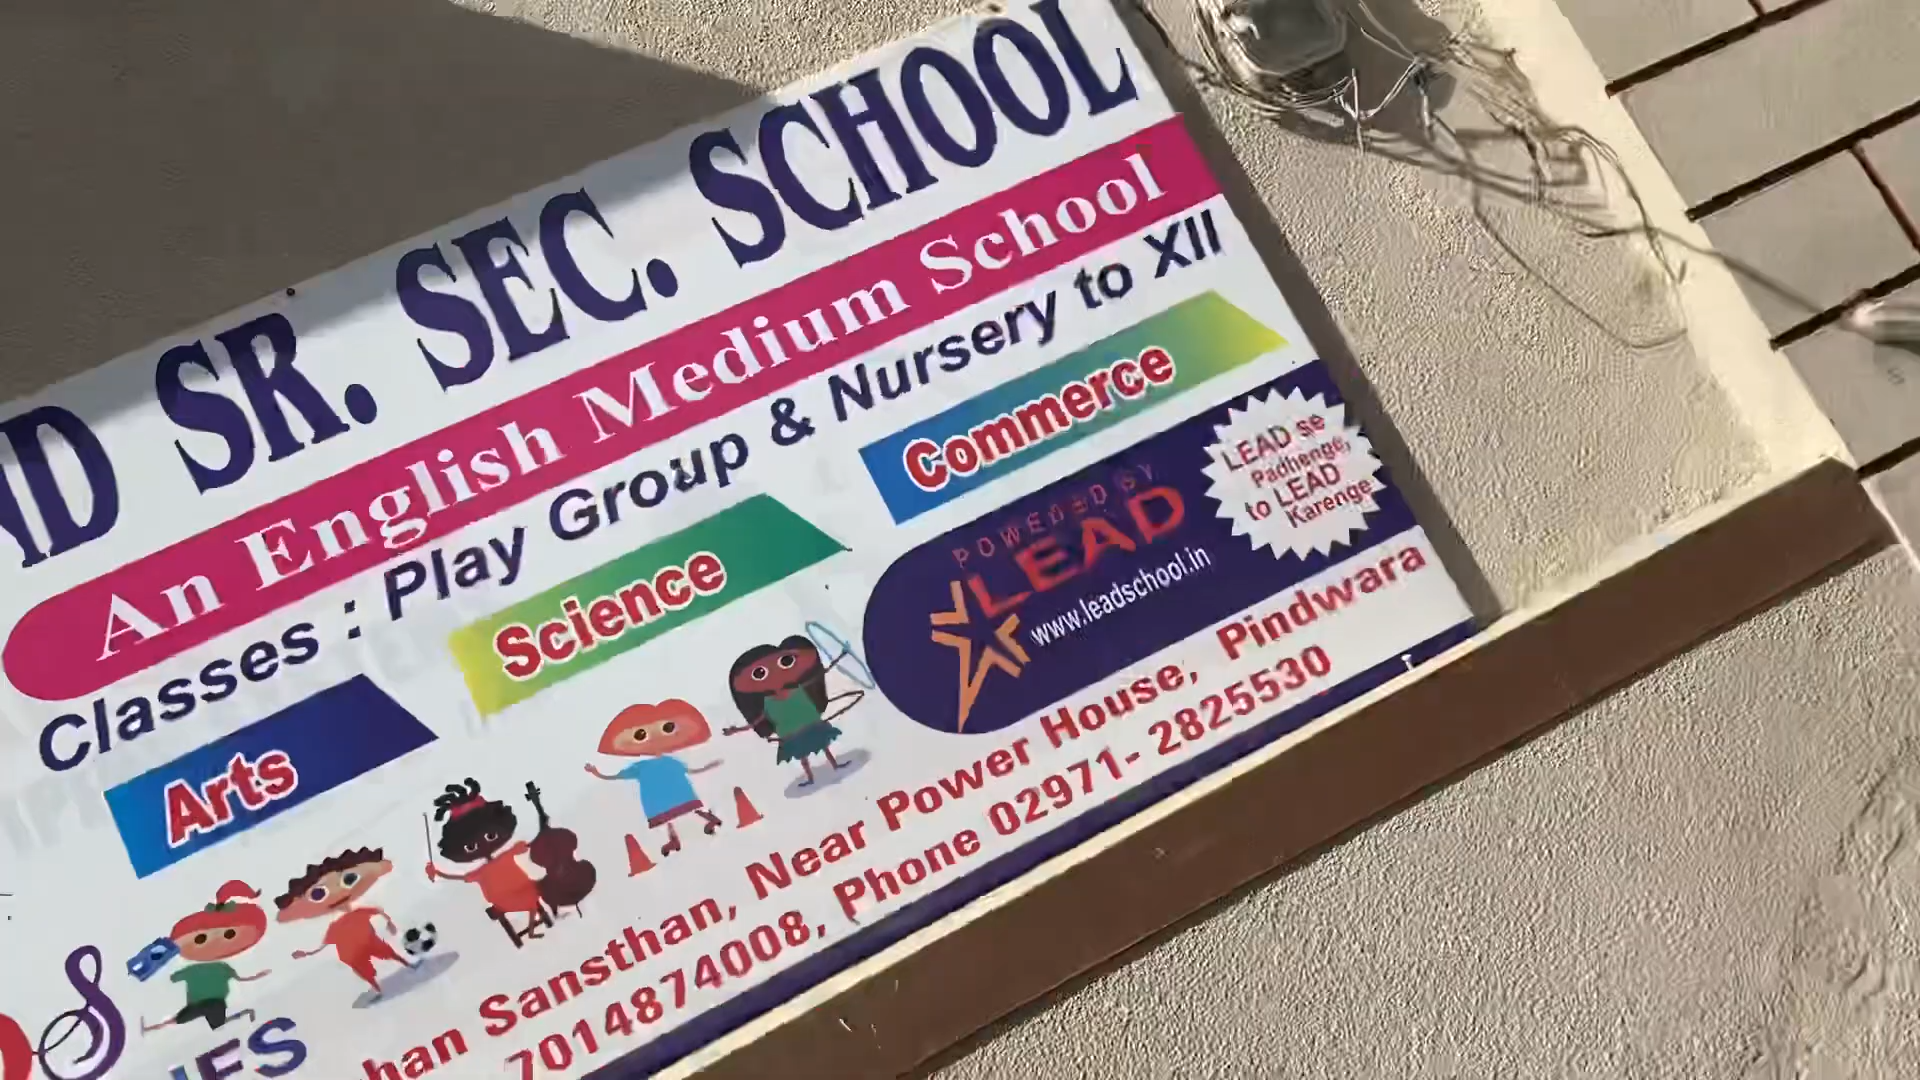 SR. SEC. SCHOOL
An English Medium School
Classes : Play Group & Nursery to XII
Arts
Science
Commerce
POWERED BY
LEAD
www.leadschool.in
LEAD se
Padhenge,
to LEAD
Karenge
Sansthan, Near Power House, Pindwara
7014874008, Phone 02971- 2825530